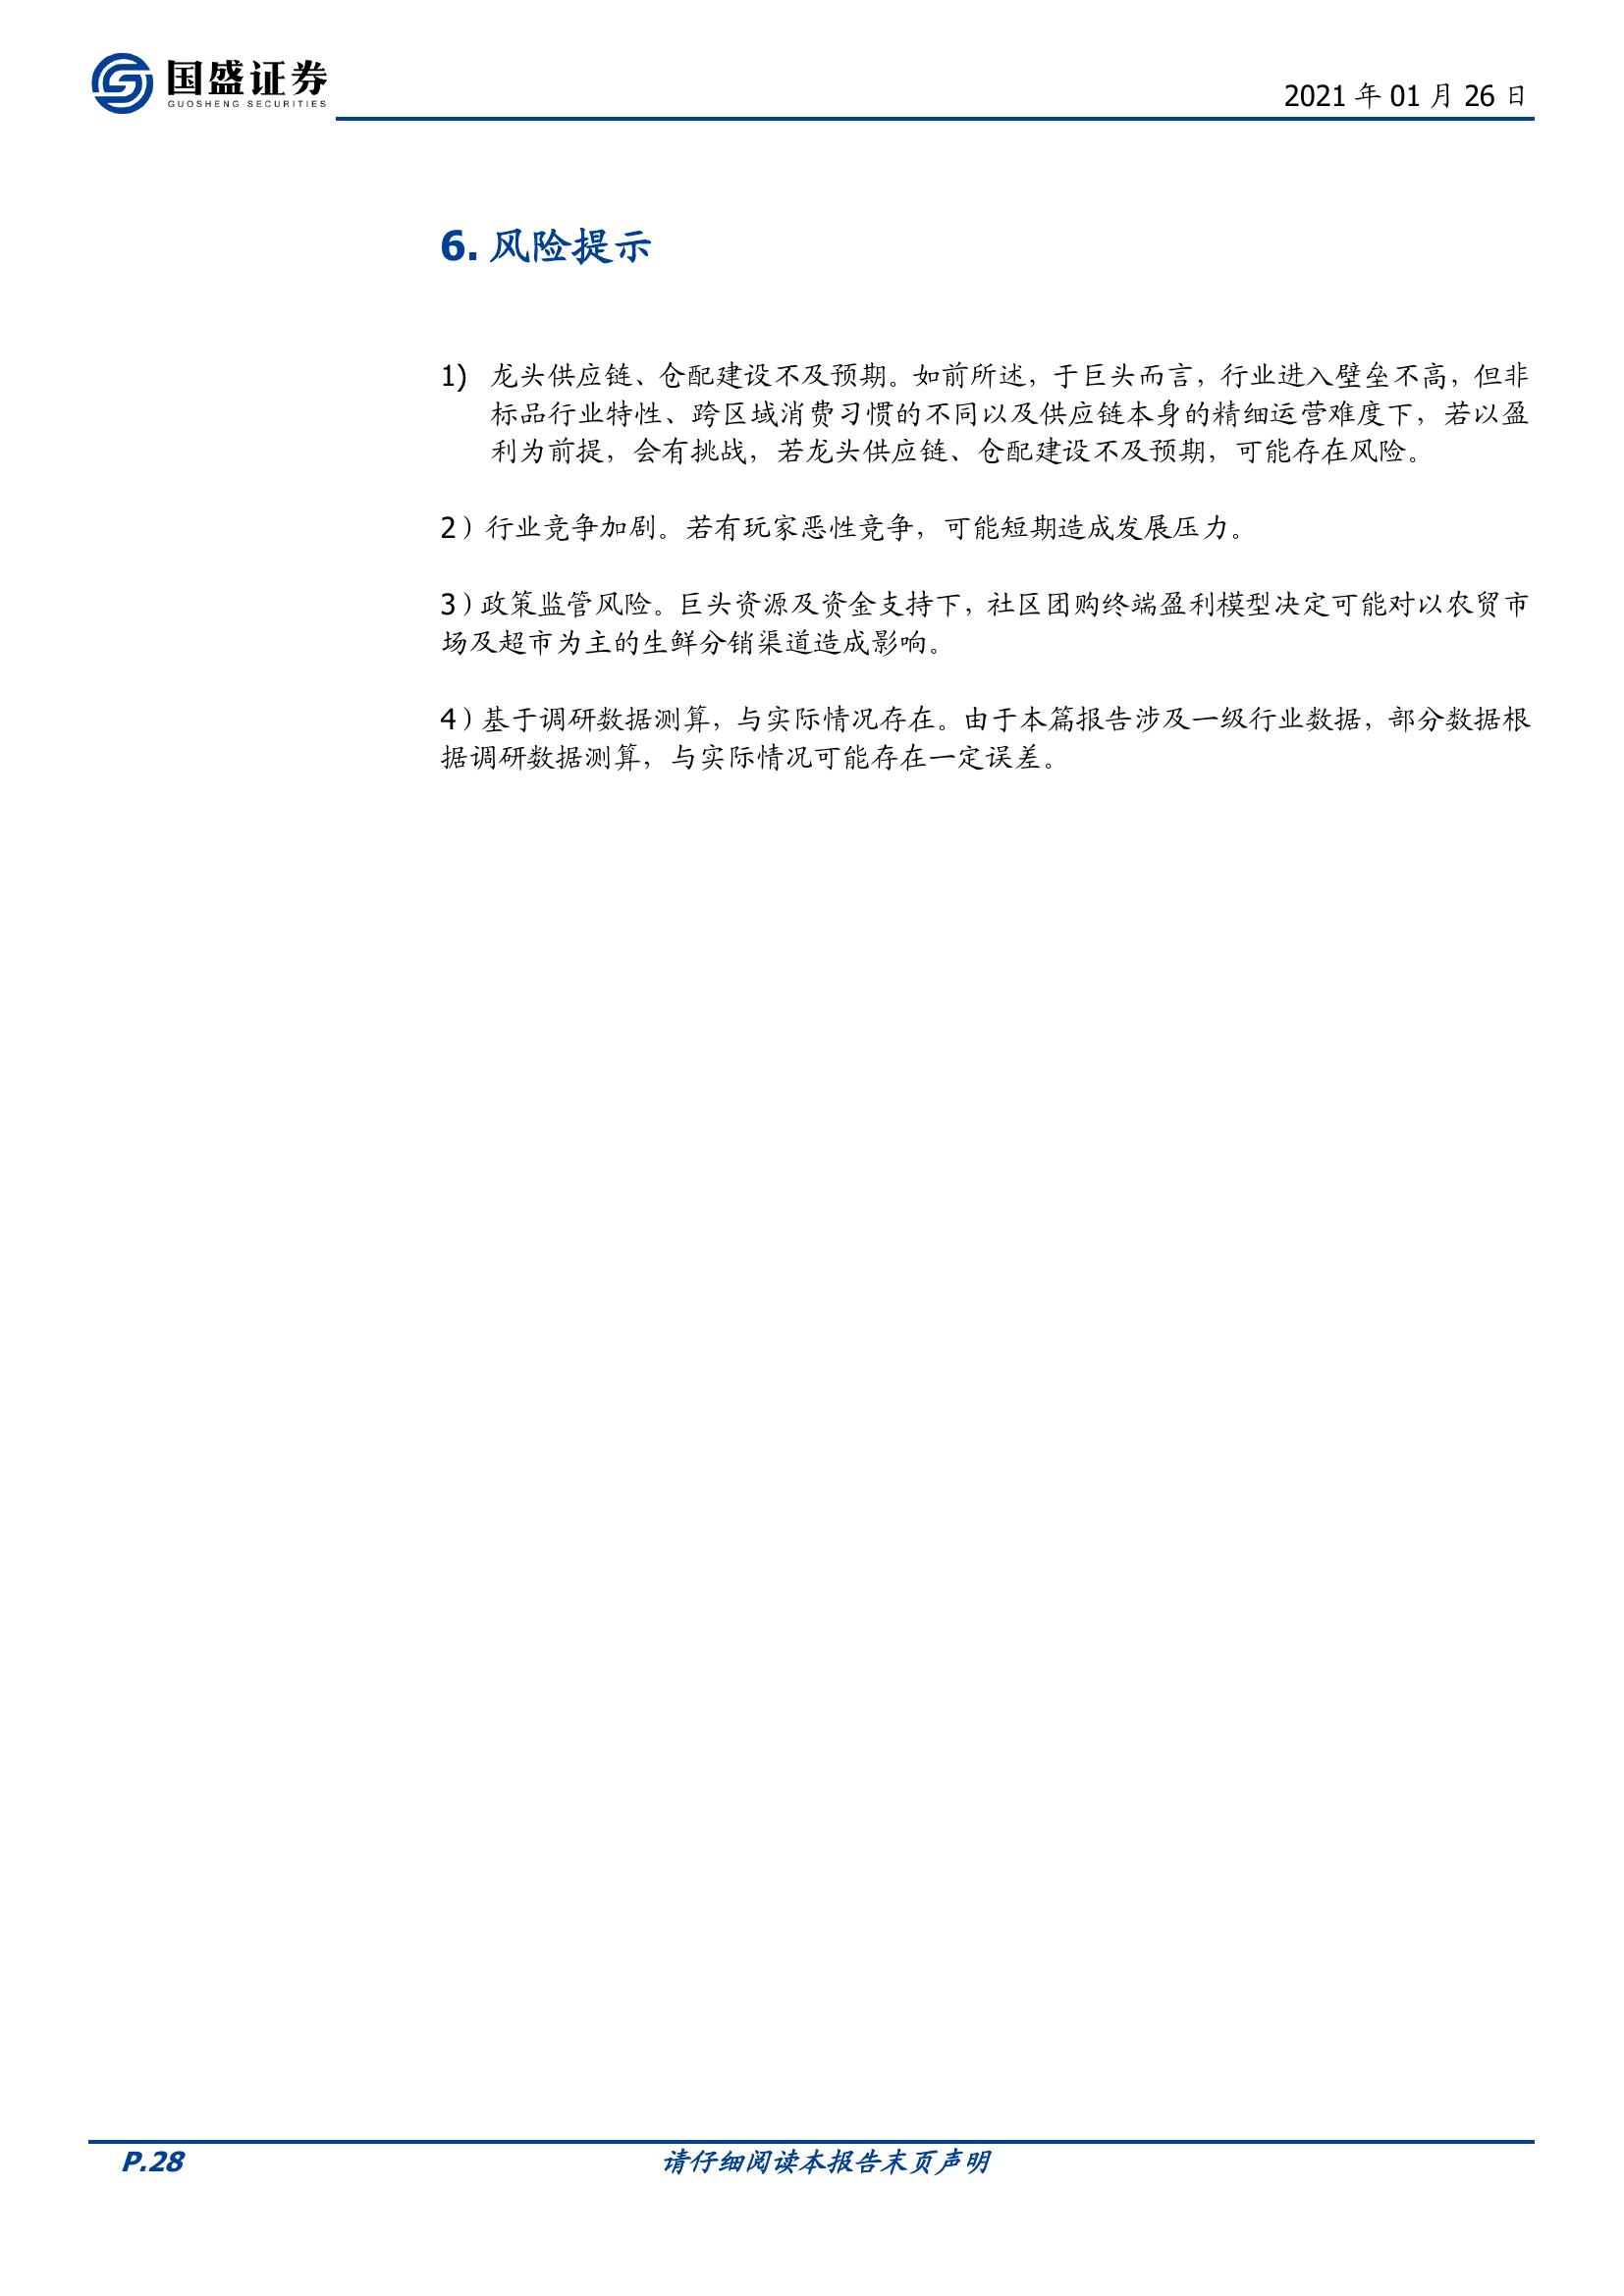 国盛证券
GUOSHENG SECURITIES
2021 年 01 月 26 日
6. 风险提示
1) 龙头供应链、仓配建设不及预期。如前所述，于巨头而言，行业进入壁垒不高，但非
标品行业特性、跨区域消费习惯的不同以及供应链本身的精细运营难度下，若以盈
利为前提，会有挑战，若龙头供应链、仓配建设不及预期，可能存在风险。
2）行业竞争加剧。若有玩家恶性竞争，可能短期造成发展压力。
3）政策监管风险。巨头资源及资金支持下，社区团购终端盈利模型决定可能对以农贸市
场及超市为主的生鲜分销渠道造成影响。
4）基于调研数据测算，与实际情况存在。由于本篇报告涉及一级行业数据，部分数据根
据调研数据测算，与实际情况可能存在一定误差。
P.28
请仔细阅读本报告末页声明